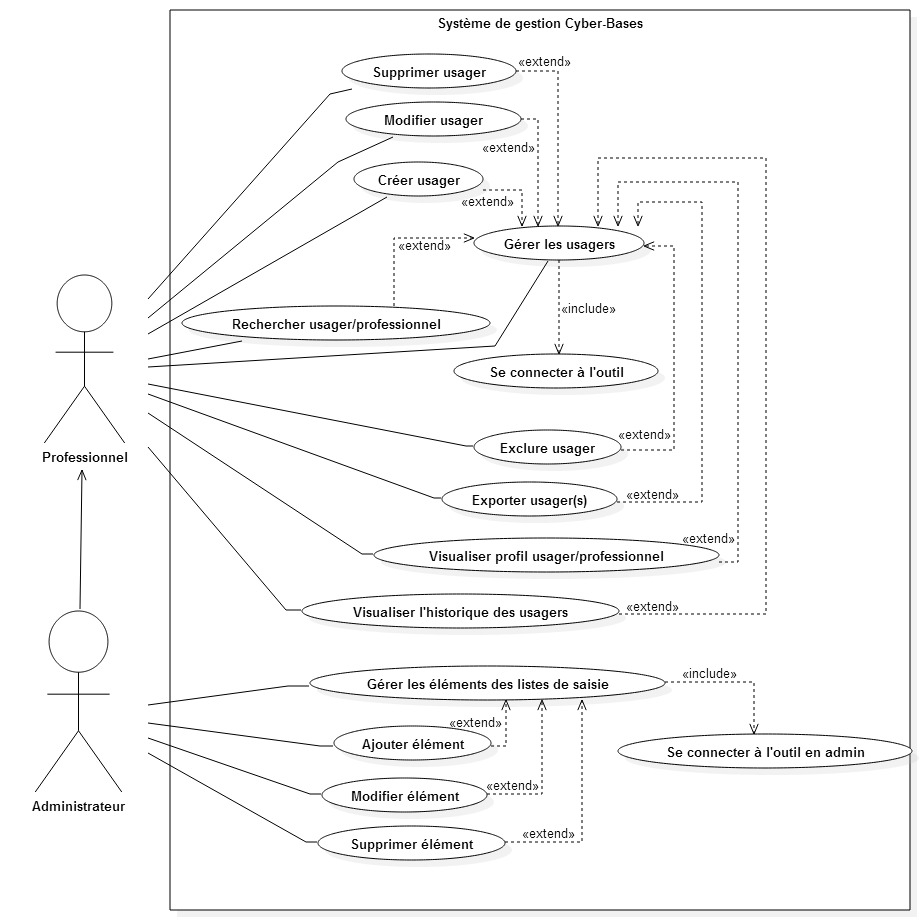 Système de gestion Cyber-Bases
Supprimer usager
«extend»
Modifier usager
«extend»
Créer usager
«extend»
Gérer les usagers
«extend»
«include»
Rechercher usager/professionnel
Se connecter à l'outil
Exclure usager
«extend»
Professionnel
Exporter usager(s)
«extend»
Visualiser profil usager/professionnel
«extend»
Visualiser l'historique des usagers
«extend»
Gérer les éléments des listes de saisie
«include»
Ajouter élément
«extend»
Se connecter à l'outil en admin
Modifier élément
«extend»
Administrateur
Supprimer élément
«extend»